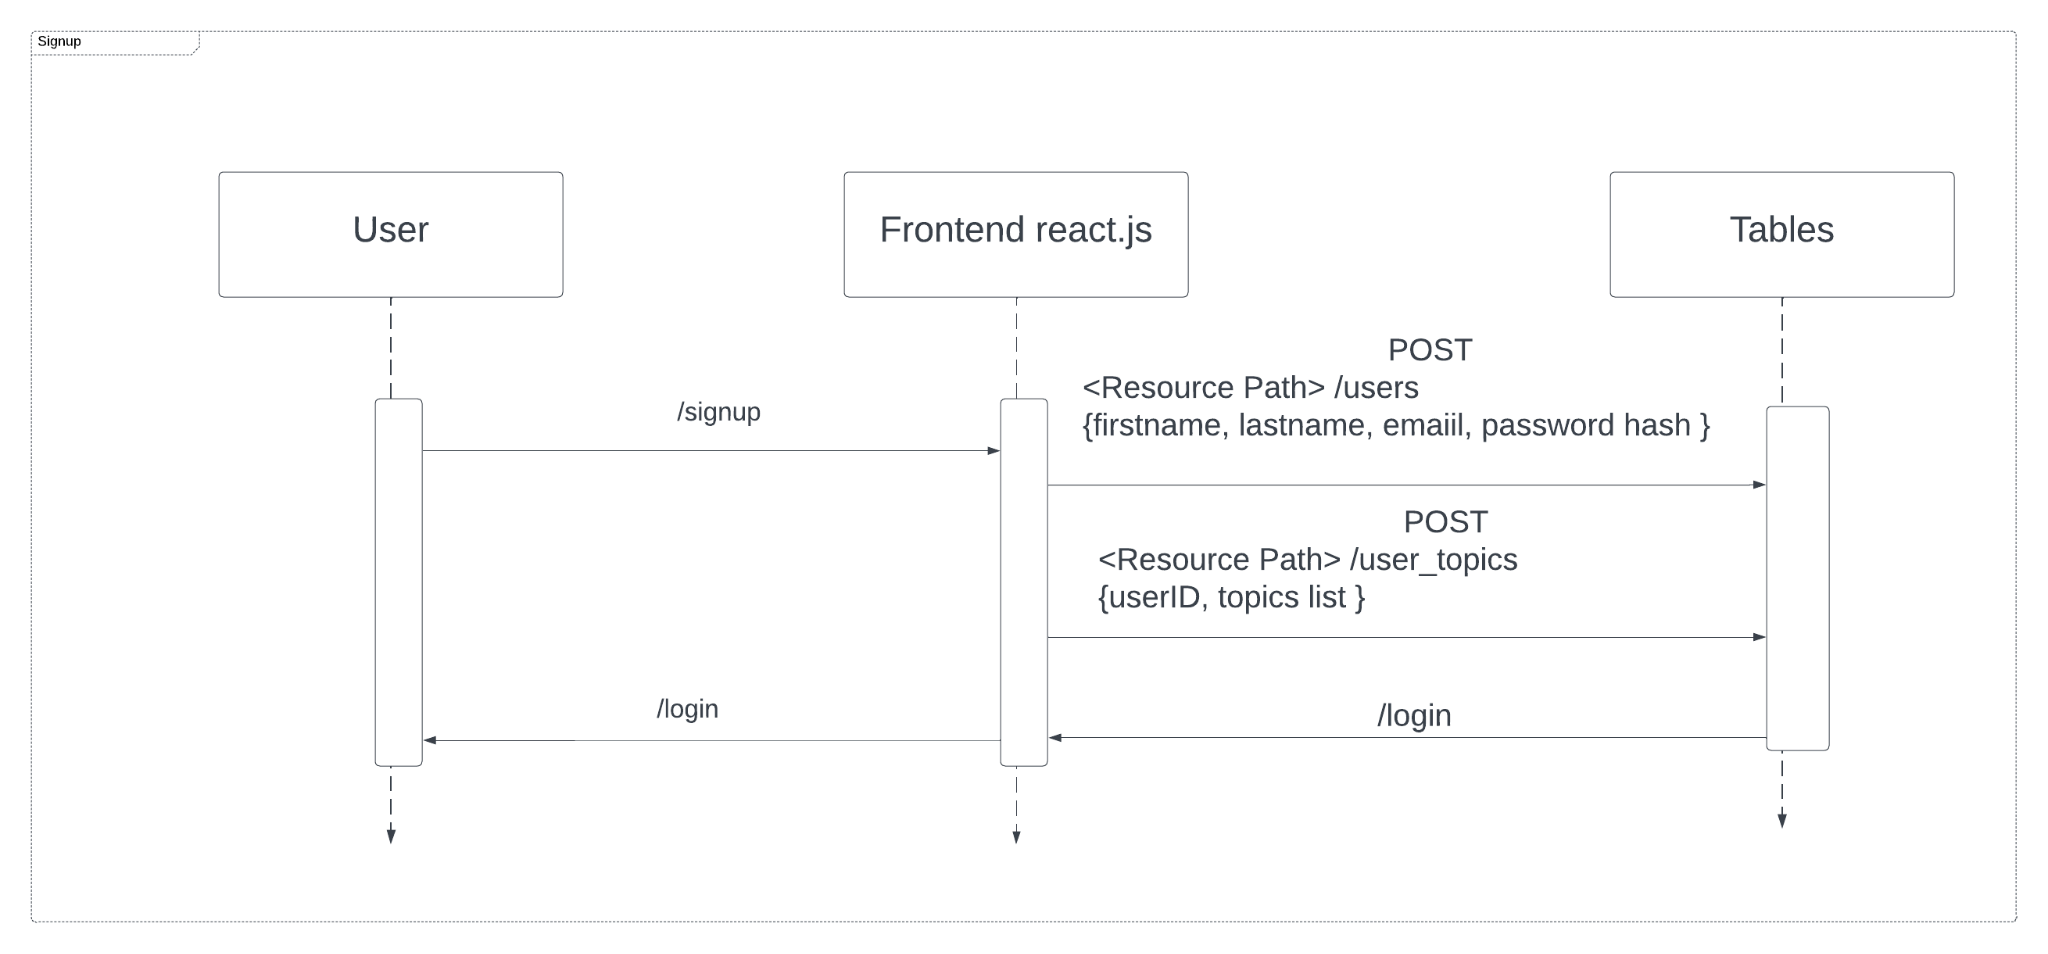 Signup
User
Frontend react.js
Tables
POST
<Resource Path> /users
{firstname, lastname, emaiil, password hash }
/signup
POST
<Resource Path> /user_topics
{userID, topics list }
/login
/login